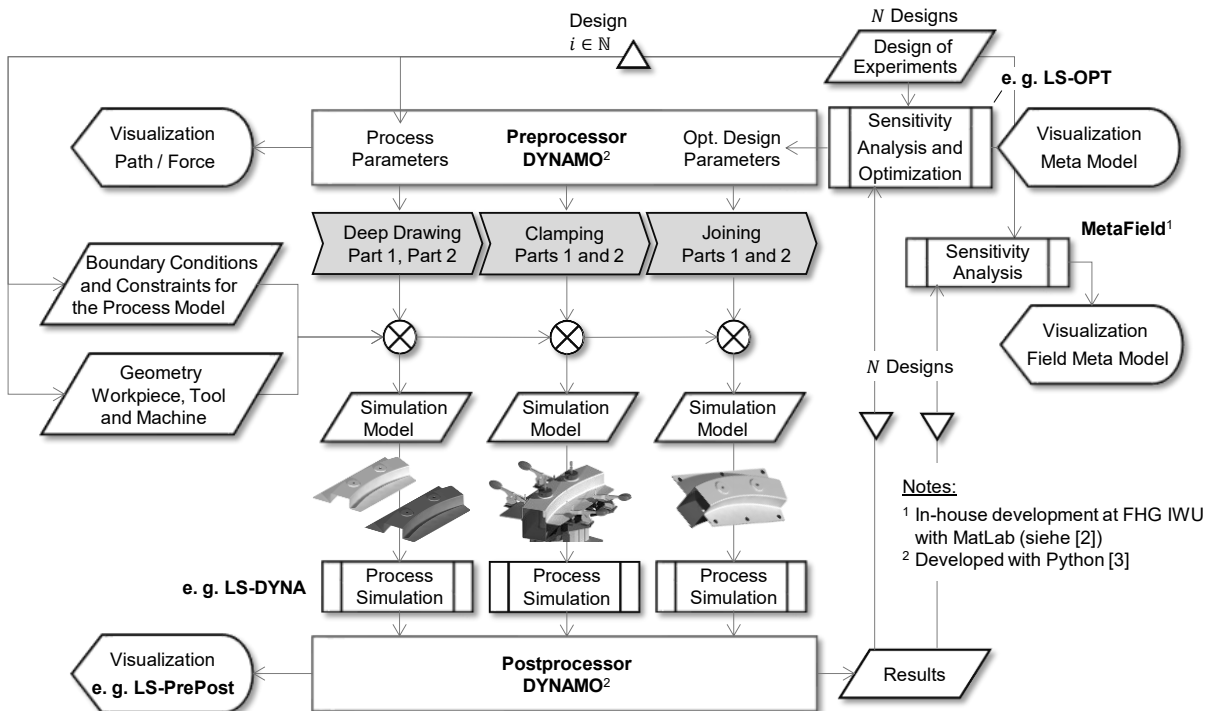 Design
i ∈ ℕ
N Designs
Design of
Experiments
e. g. LS-OPT
Visualization
Path / Force
Process
Parameters
Preprocessor
DYNAMO²
Opt. Design
Parameters
Sensitivity
Analysis and
Optimization
Visualization
Meta Model
Deep Drawing
Part 1, Part 2
Clamping
Parts 1 and 2
Joining
Parts 1 and 2
MetaField¹
Sensitivity
Analysis
Boundary Conditions
and Constraints for
the Process Model
Visualization
Field Meta Model
Geometry
Workpiece, Tool
and Machine
N Designs
Simulation
Model
Simulation
Model
Simulation
Model
Notes:
¹ In-house development at FHG IWU
with MatLab (siehe [2])
² Developed with Python [3]
e. g. LS-DYNA
Process
Simulation
Process
Simulation
Process
Simulation
Visualization
e. g. LS-PrePost
Postprocessor
DYNAMO²
Results